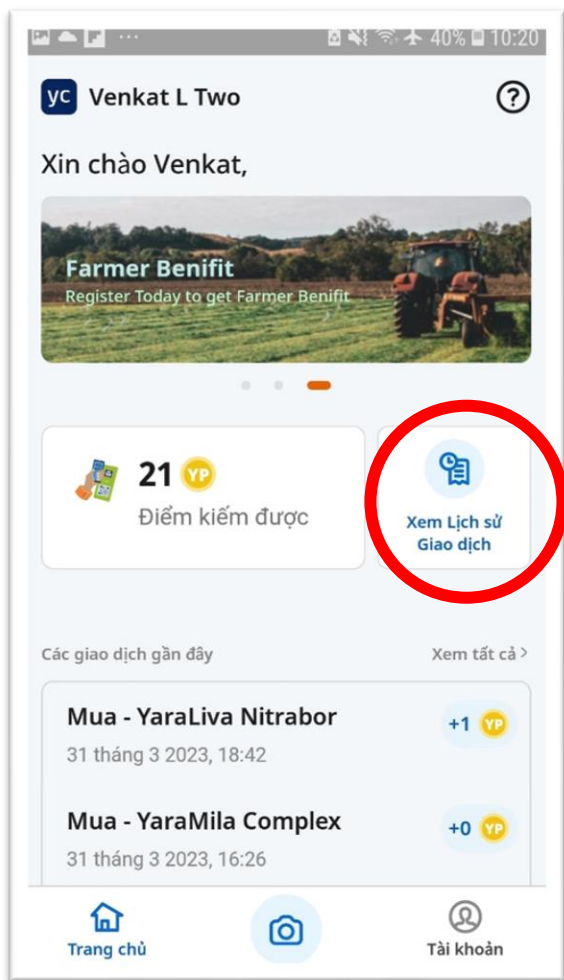 40% 10:20
yc Venkat L Two
Xin chào Venkat,
Farmer Benifit
Register Today to get Farmer Benifit
21 YP
Điểm kiếm được
Xem Lịch sử
Giao dịch
Các giao dịch gần đây Xem tất cả >
Mua - YaraLiva Nitrabor +1 YP
31 tháng 3 2023, 18:42
Mua - YaraMila Complex +0 YP
31 tháng 3 2023, 16:26
Trang chủ Tài khoản